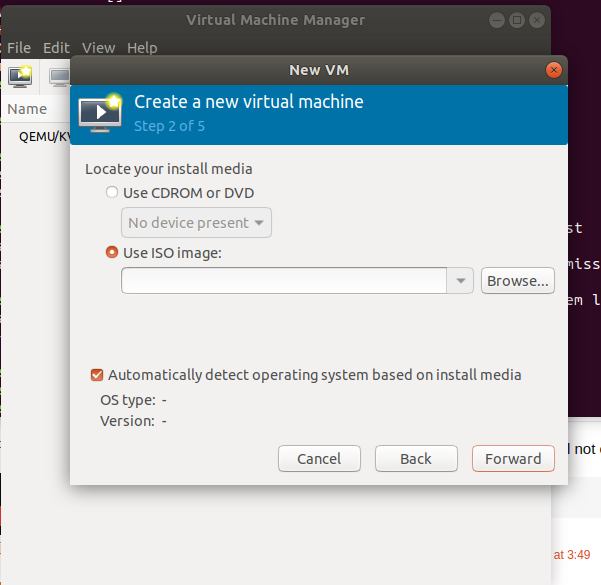 Virtual Machine Manager
File Edit View Help
New VM
Create a new virtual machine
Step 2 of 5
Name
QEMU/KV
Locate your install media
Use CDROM or DVD
No device present
st
Use ISO image:
miss
Browse...
em l
Automatically detect operating system based on install media
OS type: -
Version: -
l not
Cancel Back Forward
at 3:49